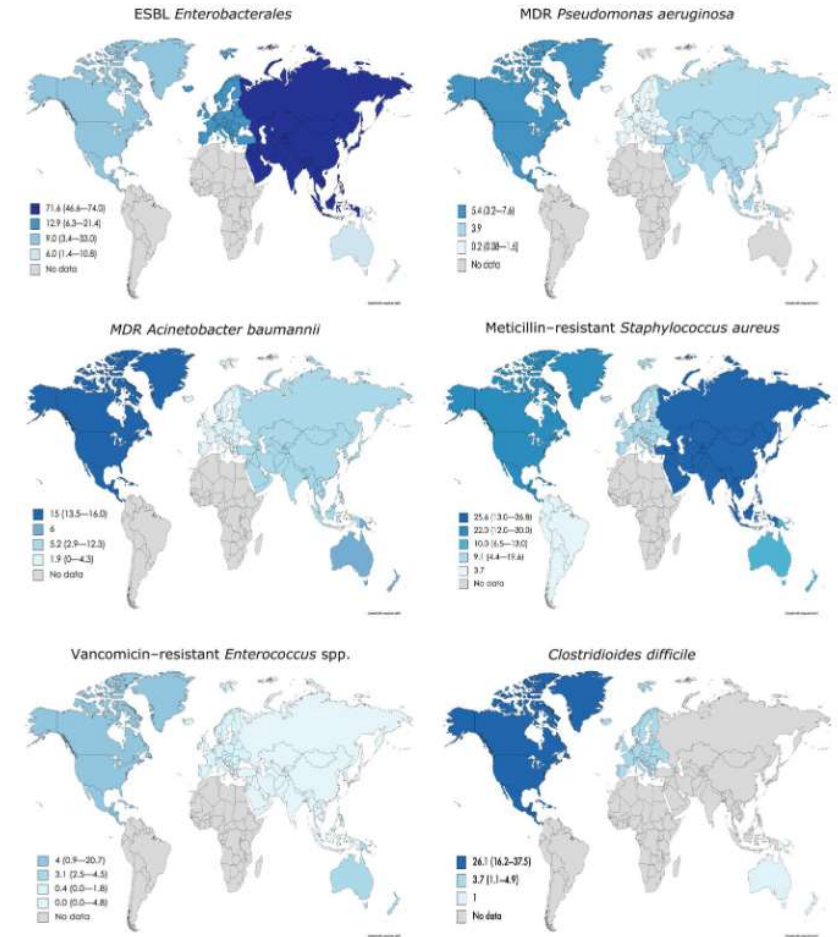 ESBL Enterobacterales
71.6 (46.6—74.0)
12.9 (6.3—21.4)
9.0 (3.4—33.0)
6.0 (1.4—10.8)
No data
MDR Pseudomonas aeruginosa
5.4 (3.2—7.6)
3.9
0.2 (0.08—1.5)
No data
MDR Acinetobacter baumannii
15 (13.5—16.0)
6
5.2 (2.9—12.3)
1.9 (0—4.3)
No data
Meticillin–resistant Staphylococcus aureus
25.6 (13.0—26.8)
22.3 (12.0—30.0)
10.0 (6.5—13.0)
9.1 (4.4—19.6)
3.7
No data
Vancomicin–resistant Enterococcus spp.
4 (0.9—20.7)
3.1 (2.5—4.5)
0.4 (0.0—1.8)
0.0 (0.0—4.8)
No data
Clostridioides difficile
26.1 (16.2–37.5)
3.7 (1.1–4.9)
1
No data